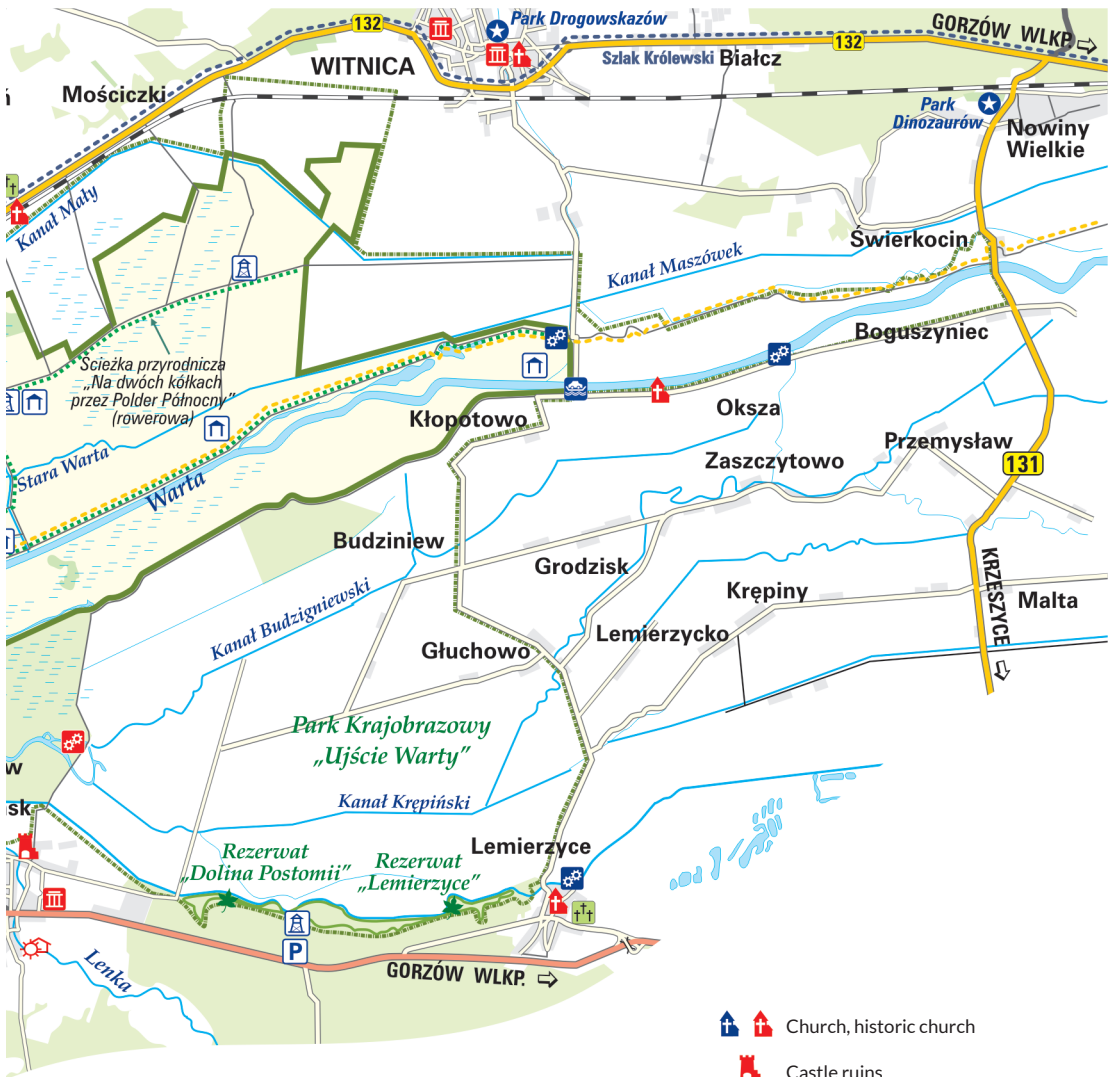 132
Park Drogowskazów
GORZÓW WLKP.
WITNICA
Szlak Królewski
Białcz
132
Mościczki
Park
Dinozaurów
Nowiny
Wielkie
Kanał Mały
Świerkocin
Kanał Maszówek
Boguszyniec
Ścieżka przyrodnicza
„Na dwóch kółkach
przez Polder Północny”
(rowerowa)
Kłopotowo
Oksza
Przemysław
Stara Warta
Warta
Zaszczytowo
131
Budziniew
Grodzisk
KRZESZYCE
Krępiny
Malta
Kanał Budzigniewski
Lemierzycko
Głuchowo
Park Krajobrazowy
„Ujście Warty”
w
sk
Kanał Krępiński
Lemierzyce
Rezerwat
„Dolina Postomii”
Rezerwat
„Lemierzyce”
P
Lenka
GORZÓW WLKP.
Church, historic church
Castle ruins